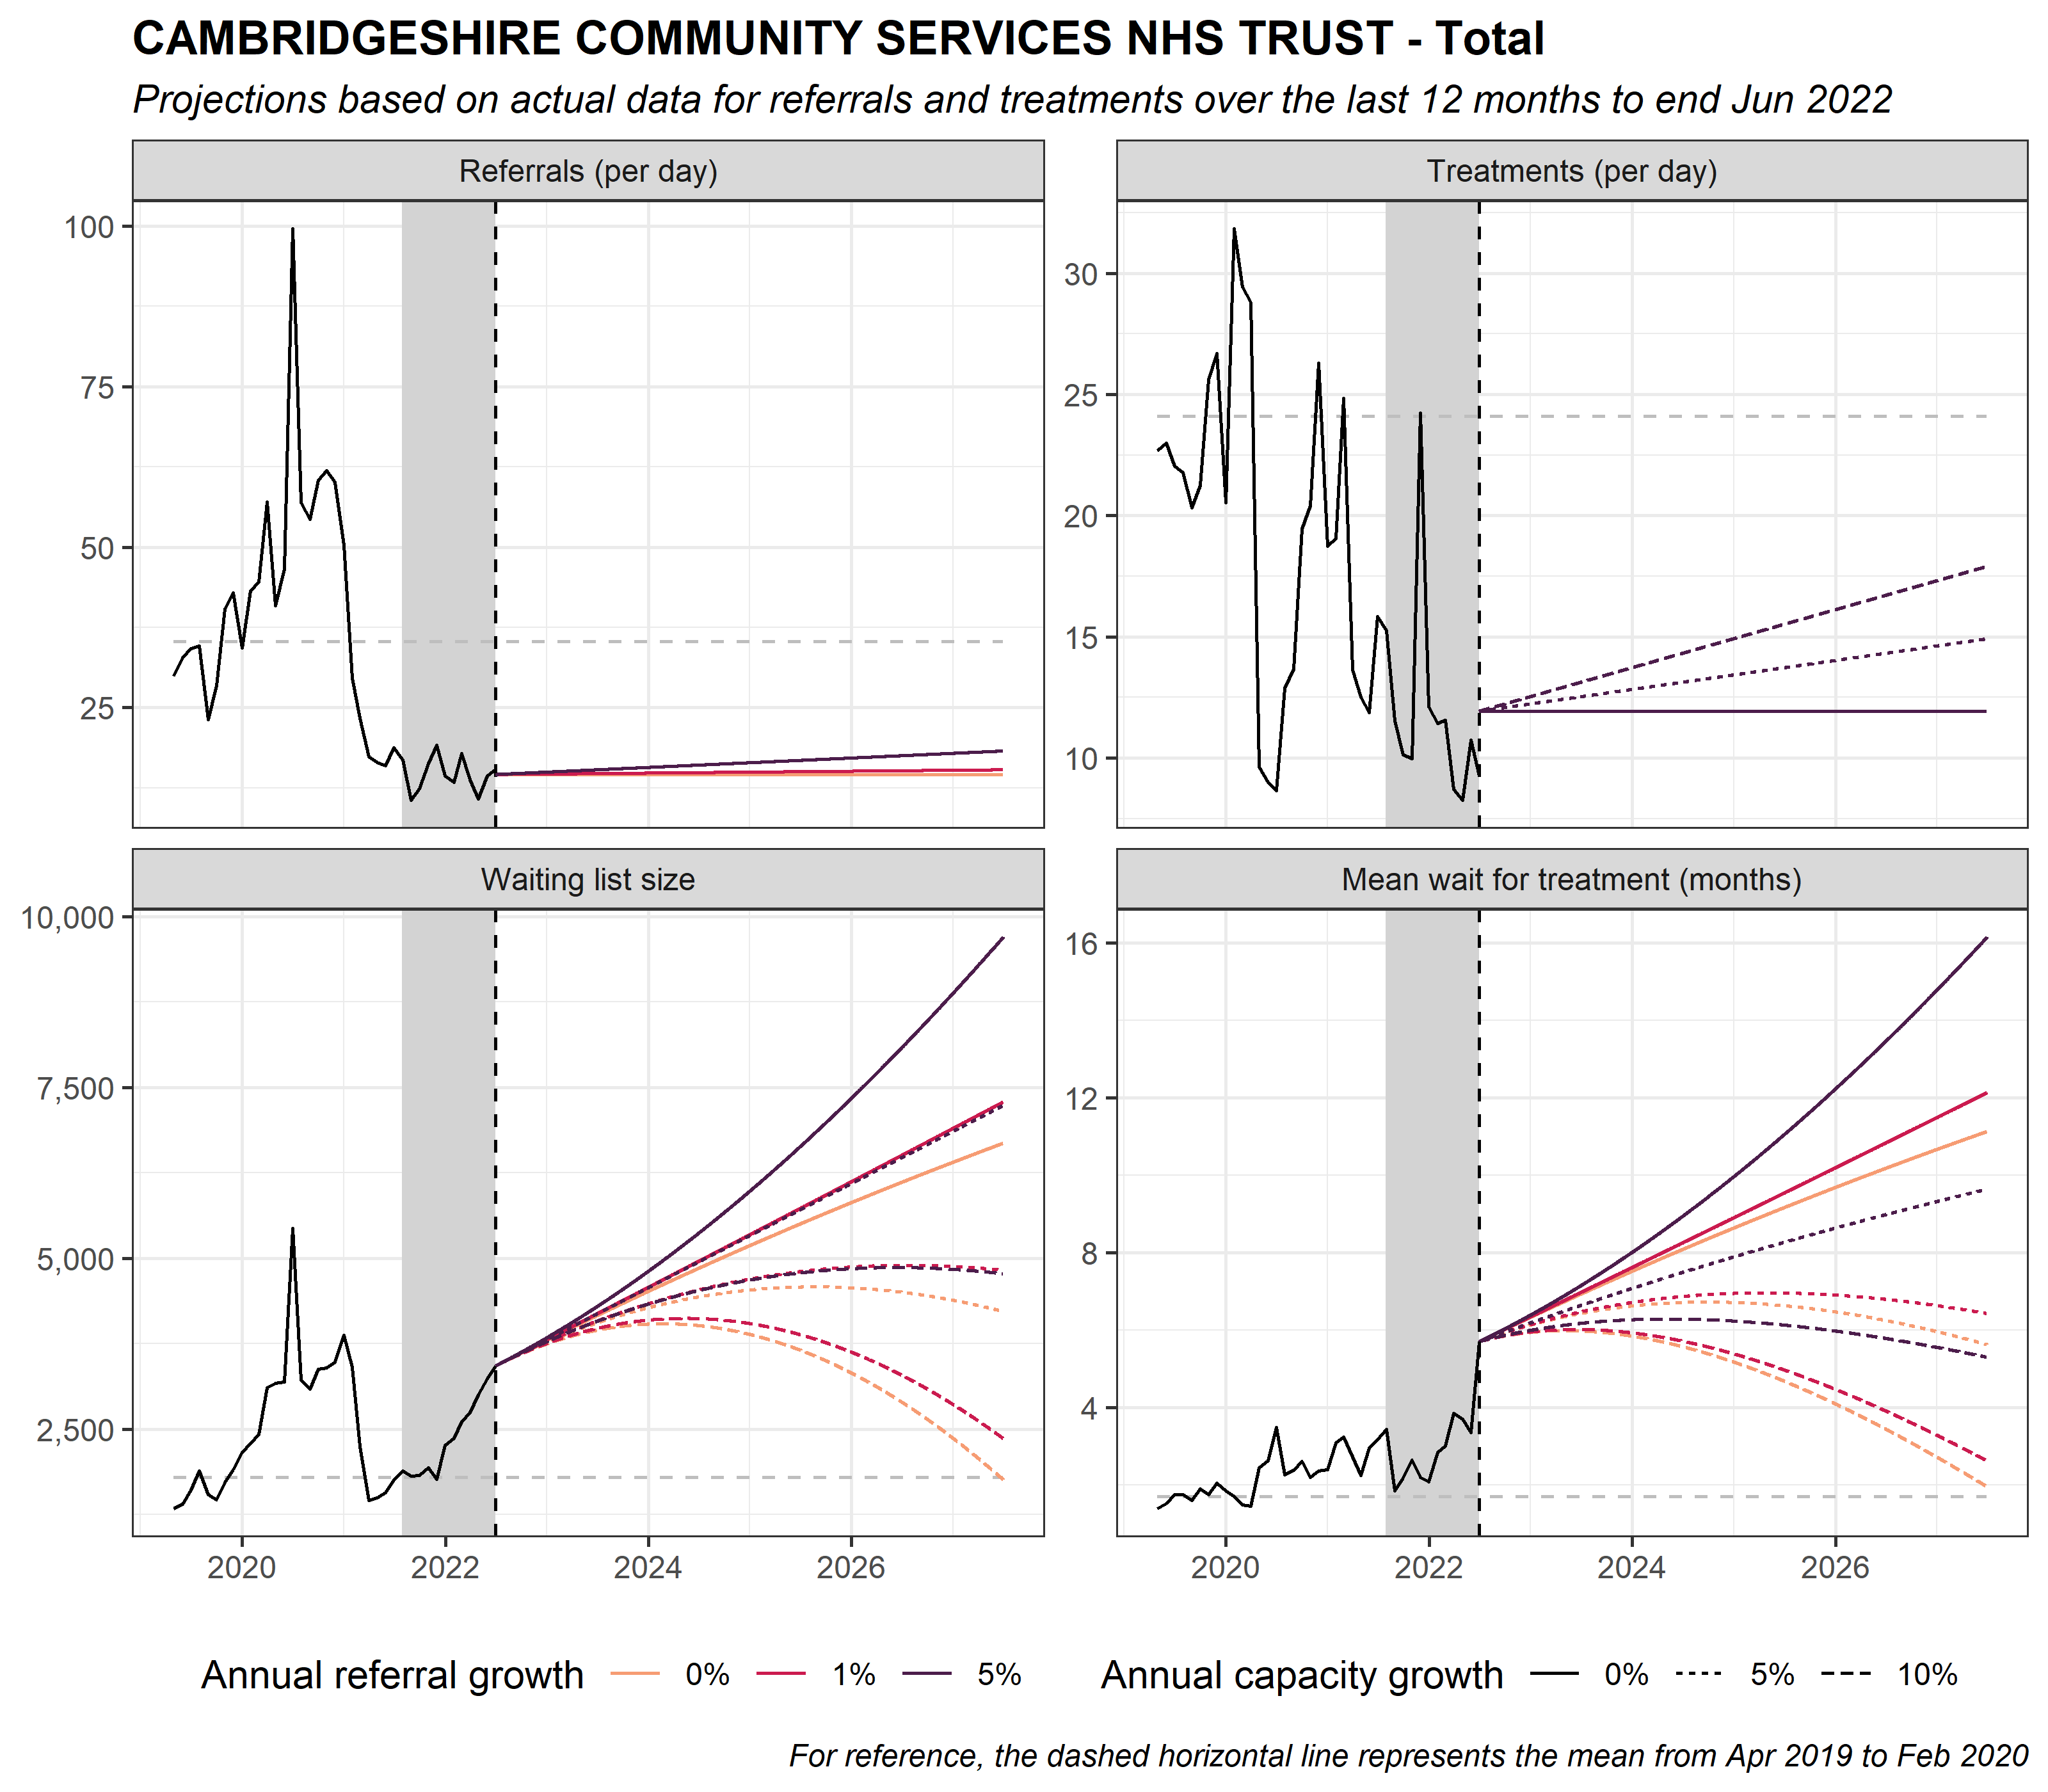 CAMBRIDGESHIRE COMMUNITY SERVICES NHS TRUST - Total
Projections based on actual data for referrals and treatments over the last 12 months to end Jun 2022
Referrals (per day)
100
75
50
25
Treatments (per day)
30
25
20
15
10
Waiting list size
10,000
7,500
5,000
2,500
2020 2022 2024 2026
Mean wait for treatment (months)
16
12
8
4
2020 2022 2024 2026
Annual referral growth 0% 1% 5%
Annual capacity growth 0% 5% 10%
For reference, the dashed horizontal line represents the mean from Apr 2019 to Feb 2020